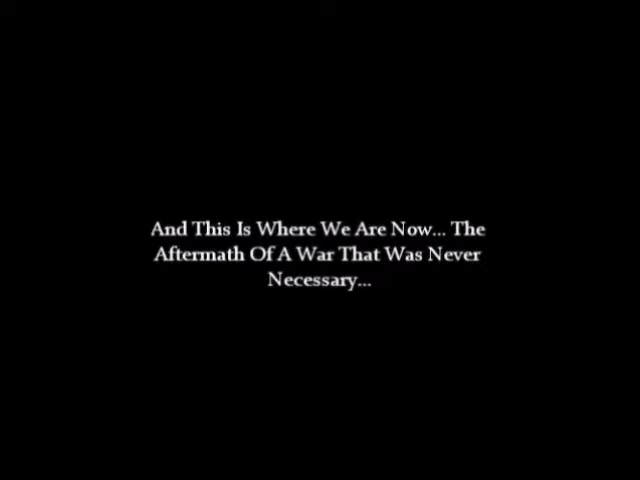 And This Is Where We Are Now... The
Aftermath Of A War That Was Never
Necessary...